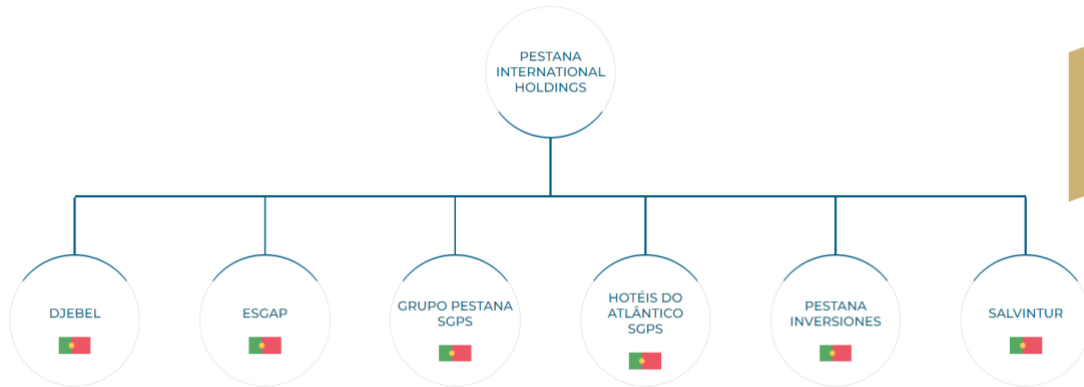 PESTANA
INTERNATIONAL
HOLDINGS
DJEBEL
ESGAP
GRUPO PESTANA
SGPS
HOTÉIS DO
ATLÂNTICO
SGPS
PESTANA
INVERSIONES
SALVINTUR